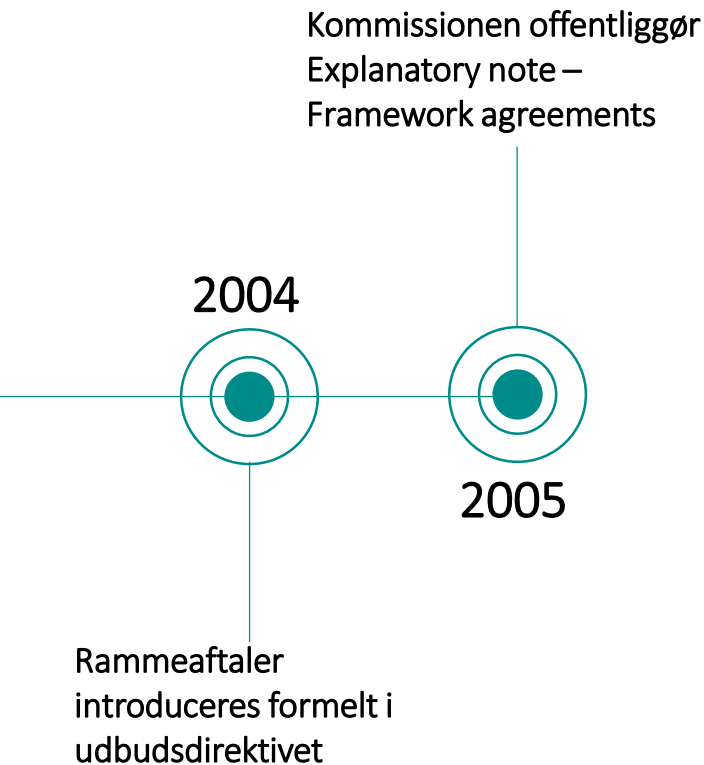 Kommissionen offentliggør
Explanatory note –
Framework agreements
2004
2005
Rammeaftaler
introduceres formelt i
udbudsdirektivet